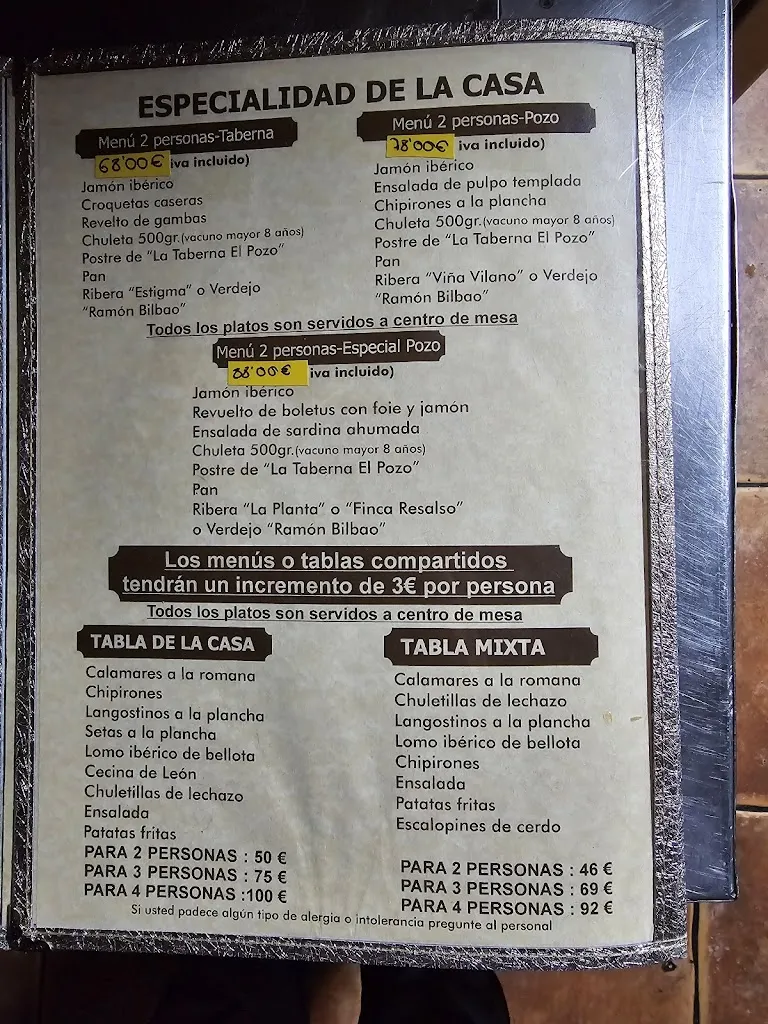 ESPECIALIDAD DE LA CASA
Menú 2 personas-Taberna
68'00€ iva incluido)
Jamón ibérico
Croquetas caseras
Revelto de gambas
Chuleta 500gr.(vacuno mayor 8 años)
Postre de “La Taberna El Pozo”
Pan
Ribera “Estigma” o Verdejo
“Ramón Bilbao”
Menú 2 personas-Pozo
78'00€ iva incluido)
Jamón ibérico
Ensalada de pulpo templada
Chipirones a la plancha
Chuleta 500gr.(vacuno mayor 8 años)
Postre de “La Taberna El Pozo”
Pan
Ribera “Viña Vilano” o Verdejo
“Ramón Bilbao”
Todos los platos son servidos a centro de mesa
Menú 2 personas-Especial Pozo
88'00€ iva incluido)
Jamón ibérico
Revuelto de boletus con foie y jamón
Ensalada de sardina ahumada
Chuleta 500gr.(vacuno mayor 8 años)
Postre de “La Taberna El Pozo”
Pan
Ribera “La Planta” o “Finca Resalso”
o Verdejo “Ramón Bilbao”
Los menús o tablas compartidos
tendrán un incremento de 3€ por persona
Todos los platos son servidos a centro de mesa
TABLA DE LA CASA
Calamares a la romana
Chipirones
Langostinos a la plancha
Setas a la plancha
Lomo ibérico de bellota
Cecina de León
Chuletillas de lechazo
Ensalada
Patatas fritas
PARA 2 PERSONAS : 50 €
PARA 3 PERSONAS : 75 €
PARA 4 PERSONAS :100 €
TABLA MIXTA
Calamares a la romana
Chuletillas de lechazo
Langostinos a la plancha
Lomo ibérico de bellota
Chipirones
Ensalada
Patatas fritas
Escalopines de cerdo
PARA 2 PERSONAS : 46 €
PARA 3 PERSONAS : 69 €
PARA 4 PERSONAS : 92 €
Si usted padece algún tipo de alergia o intolerancia pregunte al personal